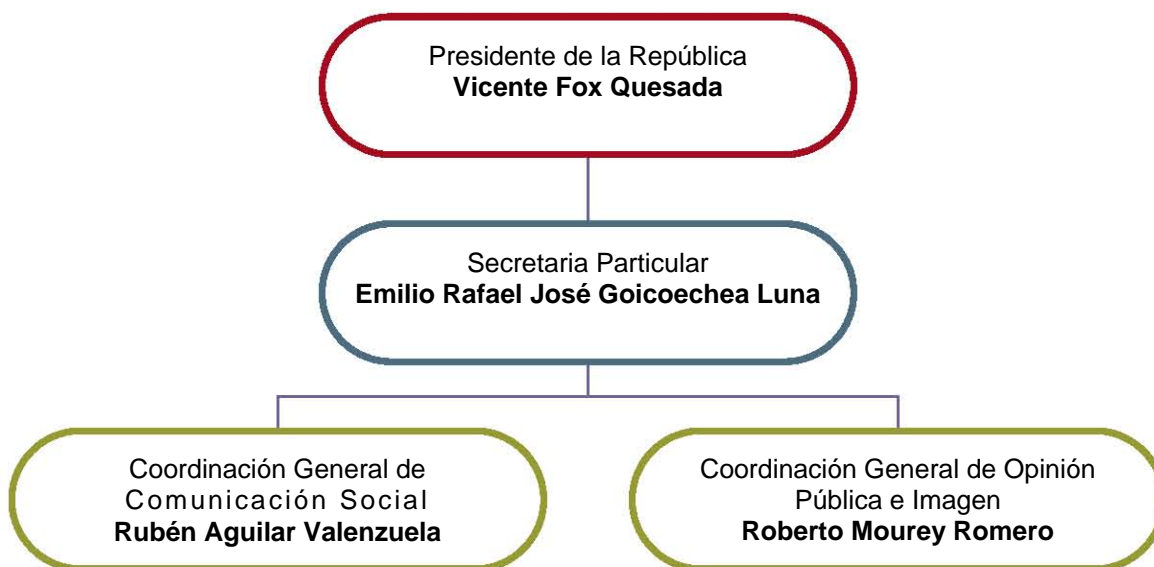 Presidente de la República
Vicente Fox Quesada
Secretaria Particular
Emilio Rafael José Goicoechea Luna
Coordinación General de
Comunicación Social
Rubén Aguilar Valenzuela
Coordinación General de Opinión
Pública e Imagen
Roberto Mourey Romero